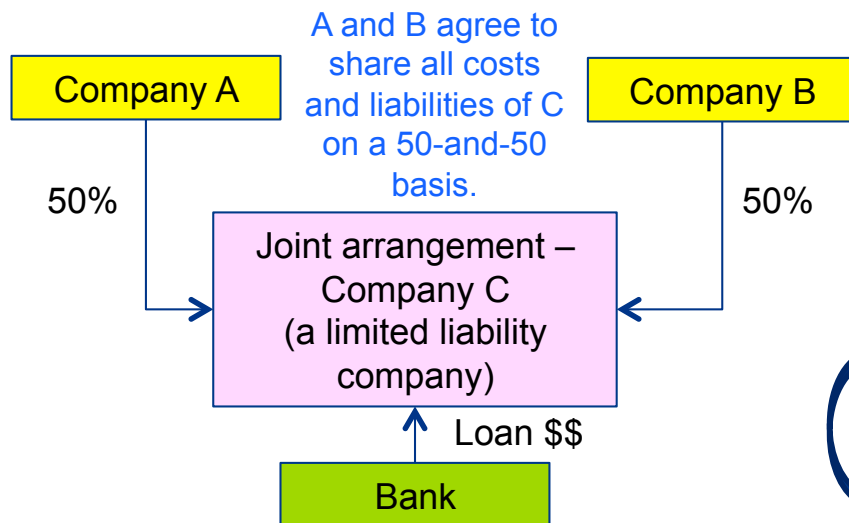 A and B agree to
share all costs
and liabilities of C
on a 50-and-50
basis.
Company A
Company B
50%
50%
Joint arrangement –
Company C
(a limited liability
company)
Loan $$
Bank